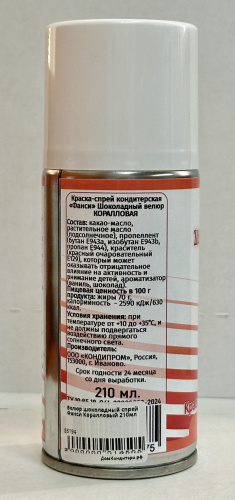 Краска-спрей кондитерская
«Фанси» Шоколадный велюр
КОРАЛЛОВАЯ
Состав: какао-масло,
растительное масло
(подсолнечное), пропеллент
(бутан Е943а, изобутан Е943b,
пропан Е944), краситель
(красный очаровательный
Е129), который может
оказывать отрицательное
влияние на активность и
внимание детей, ароматизатор
(ваниль, шоколад).
Пищевая ценность в 100 г
продукта: жиры 70 г,
калорийность - 2590 кДж/630
ккал.
Условия хранения: при
температуре от +10 до +35°С, и
не должны подвергаться
воздействию прямого
солнечного света.
Производитель:
ООО «КОНДИПРОМ», Россия,
153000, г. Иваново.
Срок годности 24 месяца
со дня выработки.
210 мл.
Велюр шоколадный спрей
Фанси Коралловый 210мл
ДомКондитера.рф